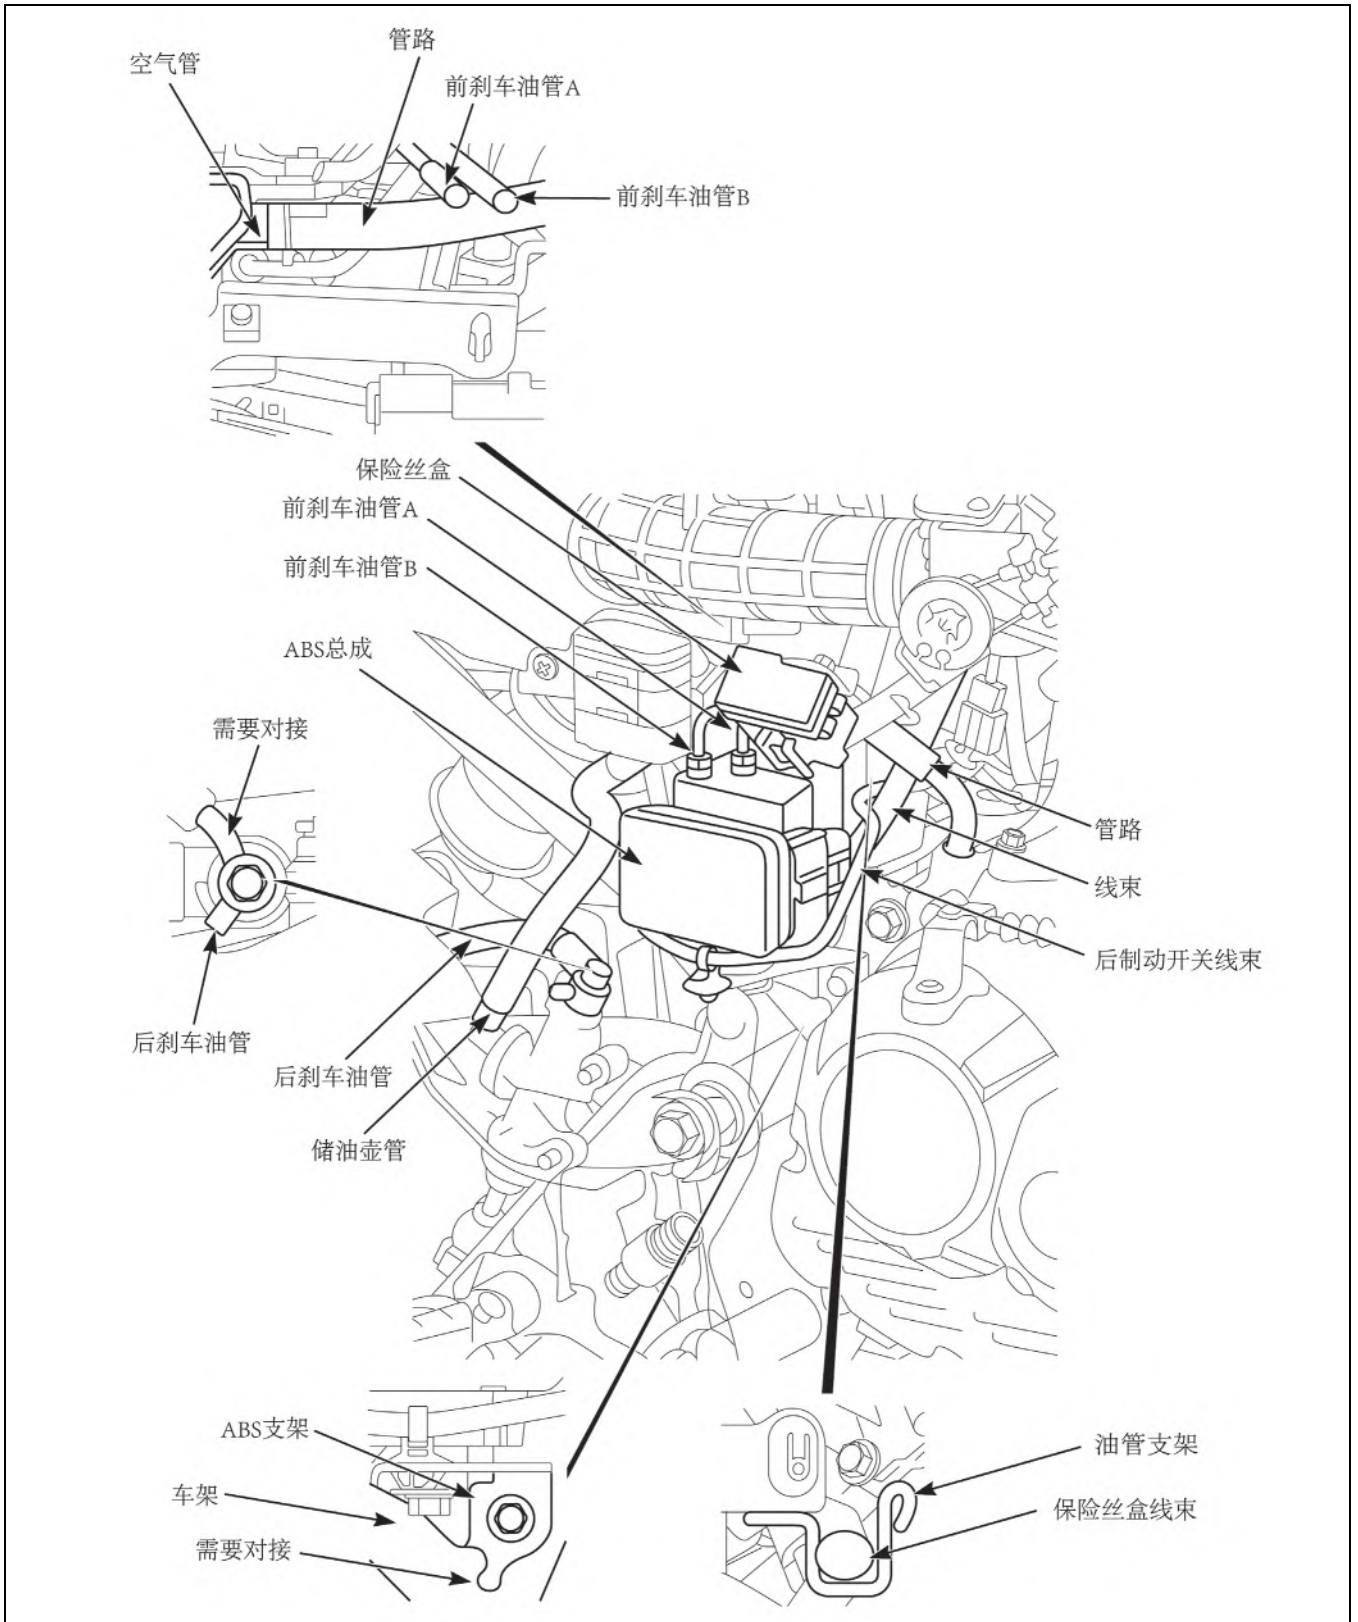 管路
空气管
前刹车油管A
前刹车油管B
保险丝盒
前刹车油管A
前刹车油管B
ABS总成
需要对接
管路
线束
后制动开关线束
后刹车油管
后刹车油管
储油壶管
ABS支架
油管支架
车架
保险丝盒线束
需要对接